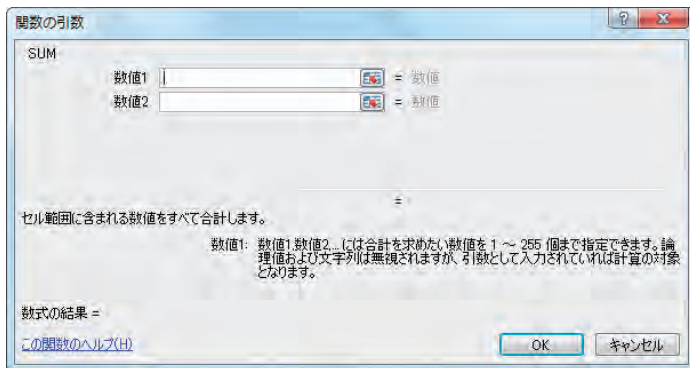 関数の引数
SUM
数値1 = 数値
数値2 = 数値
=
セル範囲に含まれる数値をすべて合計します。
数値1: 数値1,数値2,... には合計を求めたい数値を 1 ～ 255 個まで指定できます。論
理値および文字列は無視されますが、引数として入力されていれば計算の対象
となります。
数式の結果 =
この関数のヘルプ(H)
OK キャンセル